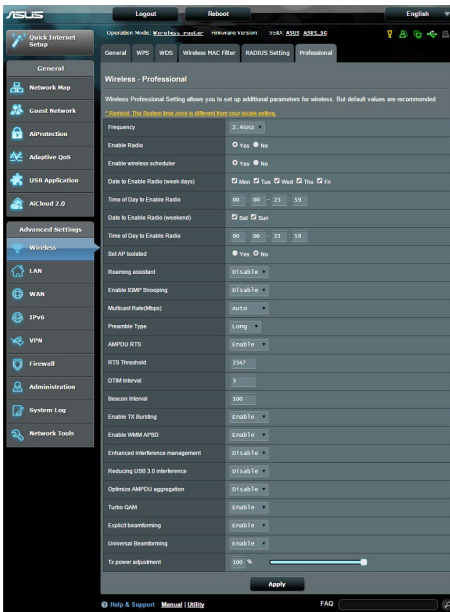 ASUS
Logout
Reboot
English
Quick Internet
Setup
Operation Mode: Wireless router Firmware Version: SSID: ASUS ASUS_5G
General WPS WDS Wireless MAC Filter RADIUS Setting Professional
General
Network Map
Guest Network
AiProtection
Adaptive QoS
USB Application
AiCloud 2.0
Advanced Settings
Wireless
LAN
WAN
IPv6
VPN
Firewall
Administration
System Log
Network Tools
Wireless - Professional
Wireless Professional Setting allows you to set up additional parameters for wireless. But default values are recommended.
* Remind: The System time zone is different from your locale setting.
Frequency 2.4GHz
Enable Radio Yes No
Enable wireless scheduler Yes No
Date to Enable Radio (week days) Mon Tue Wed Thu Fri
Time of Day to Enable Radio 00 : 00 - 23 : 59
Date to Enable Radio (weekend) Sat Sun
Time of Day to Enable Radio 00 : 00 - 23 : 59
Set AP Isolated Yes No
Roaming assistant Disable
Enable IGMP Snooping Disable
Multicast Rate(Mbps) Auto
Preamble Type Long
AMPDU RTS Enable
RTS Threshold 2347
DTIM Interval 3
Beacon Interval 100
Enable TX Bursting Enable
Enable WMM APSD Enable
Enhanced interference management Disable
Reducing USB 3.0 interference Disable
Optimize AMPDU aggregation Disable
Turbo QAM Enable
Explicit beamforming Enable
Universal Beamforming Enable
Tx power adjustment 100 %
Apply
Help & Support Manual | Utility FAQ